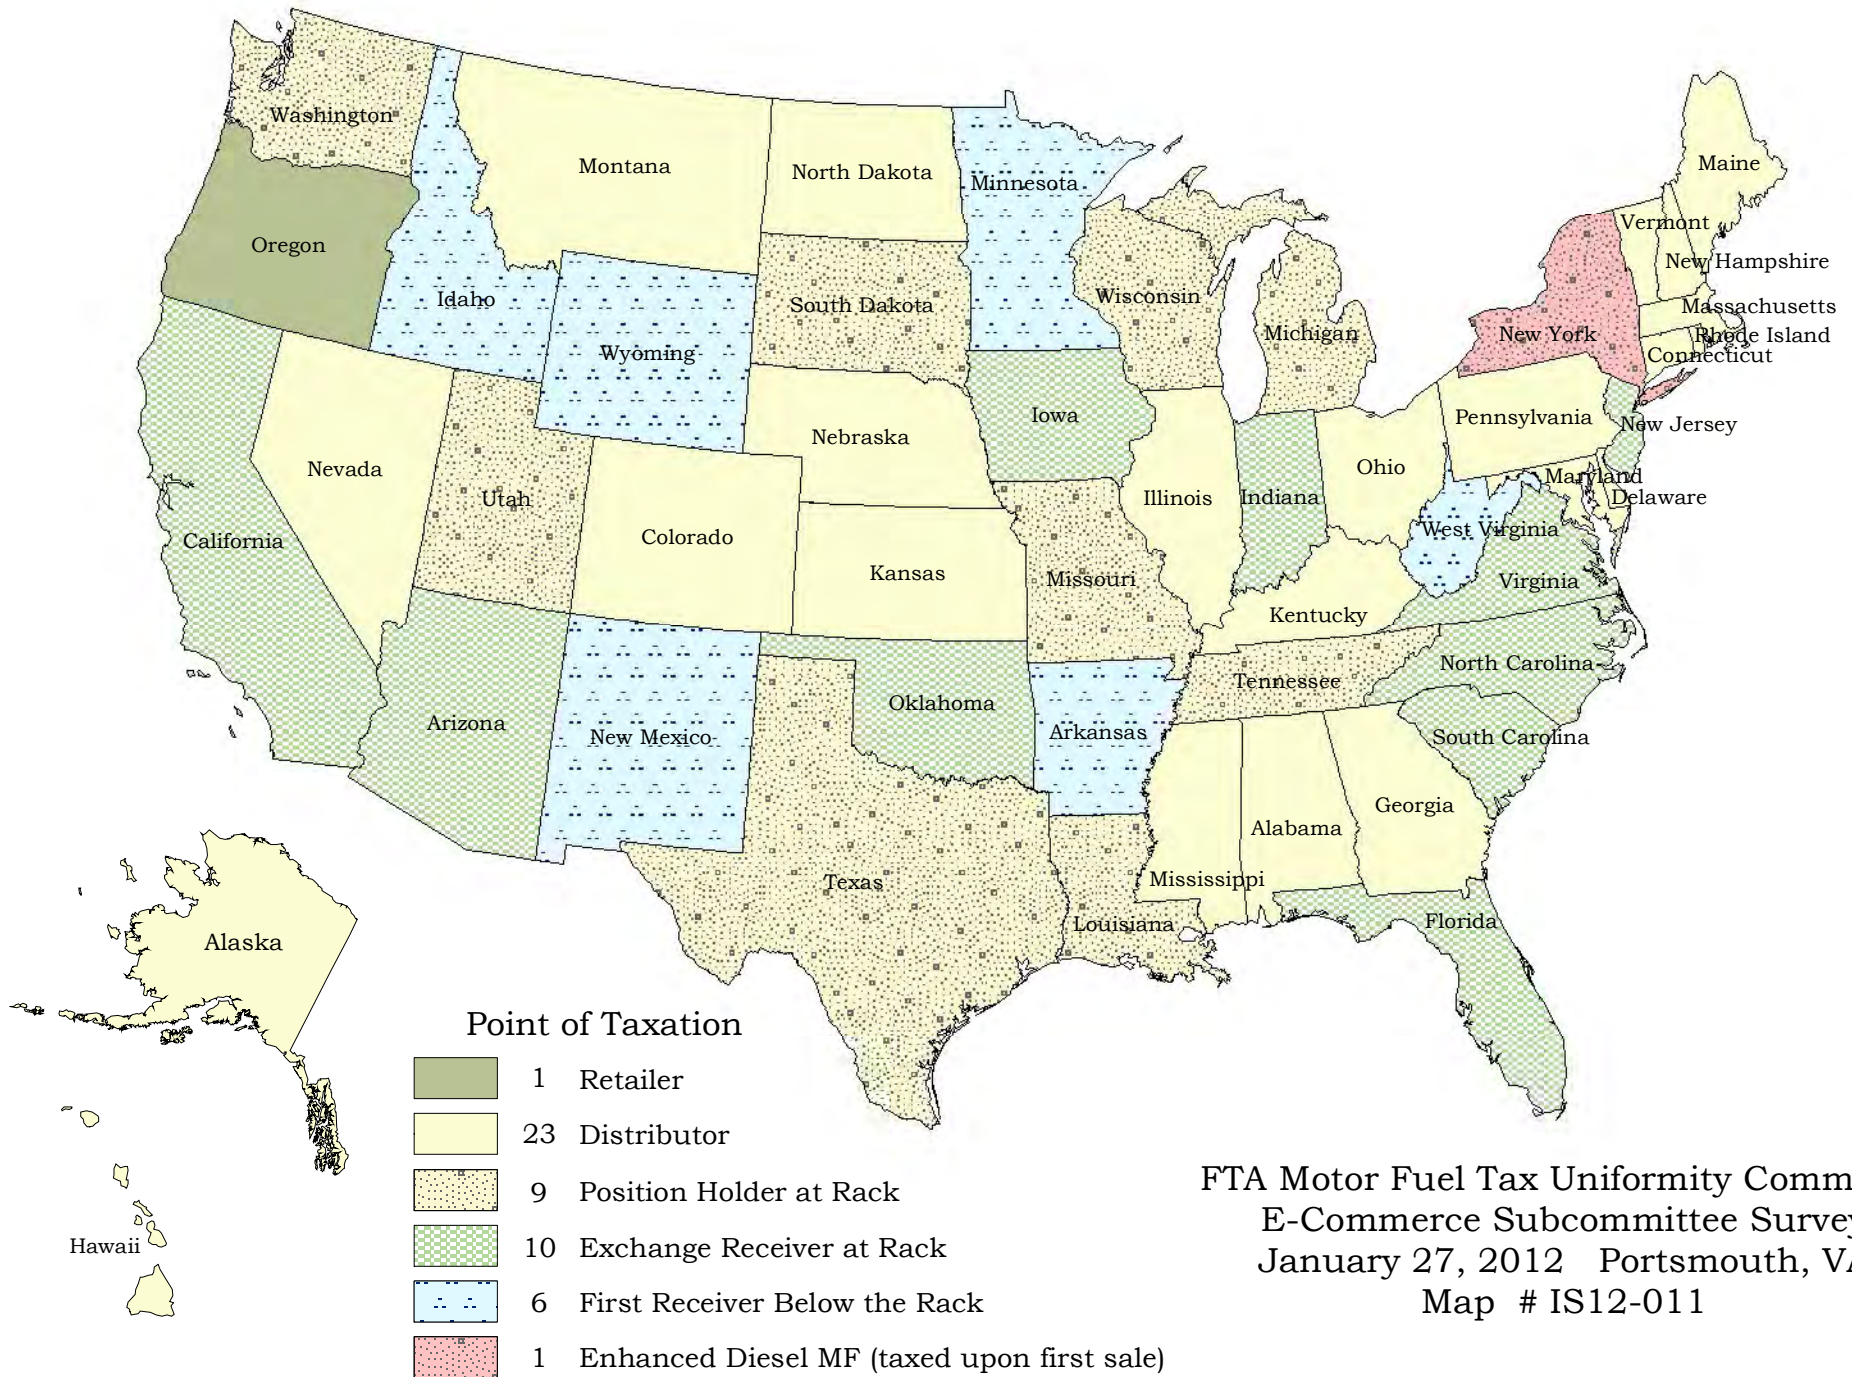 Washington
Montana
North Dakota
Minnesota
Maine
Oregon
Idaho
Wyoming
South Dakota
Wisconsin
Michigan
New York
Vermont
New Hampshire
Massachusetts
Rhode Island
Connecticut
Nevada
Utah
Colorado
Nebraska
Kansas
Iowa
Illinois
Indiana
Ohio
Pennsylvania
New Jersey
Maryland
Delaware
California
Arizona
New Mexico
Oklahoma
Missouri
Arkansas
Kentucky
Tennessee
West Virginia
Virginia
North Carolina
South Carolina
Texas
Louisiana
Mississippi
Alabama
Georgia
Florida
Alaska
Hawaii
Point of Taxation
1 Retailer
23 Distributor
9 Position Holder at Rack
10 Exchange Receiver at Rack
6 First Receiver Below the Rack
1 Enhanced Diesel MF (taxed upon first sale)
FTA Motor Fuel Tax Uniformity Comm
E-Commerce Subcommittee Survey
January 27, 2012 Portsmouth, VA
Map # IS12-011